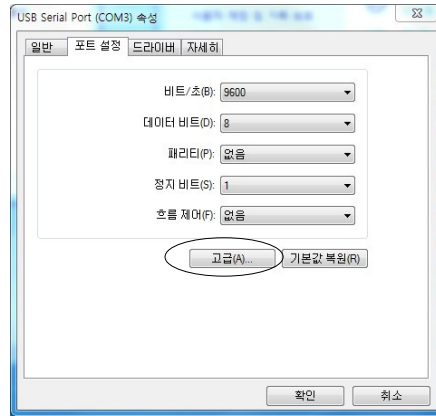 USB Serial Port (COM3) 속성
일반 포트 설정 드라이버 자세히
비트/초(B): 9600
데이터 비트(D): 8
패리티(P): 없음
정지 비트(S): 1
흐름 제어(F): 없음
고급(A)... 기본값 복원(R)
확인 취소